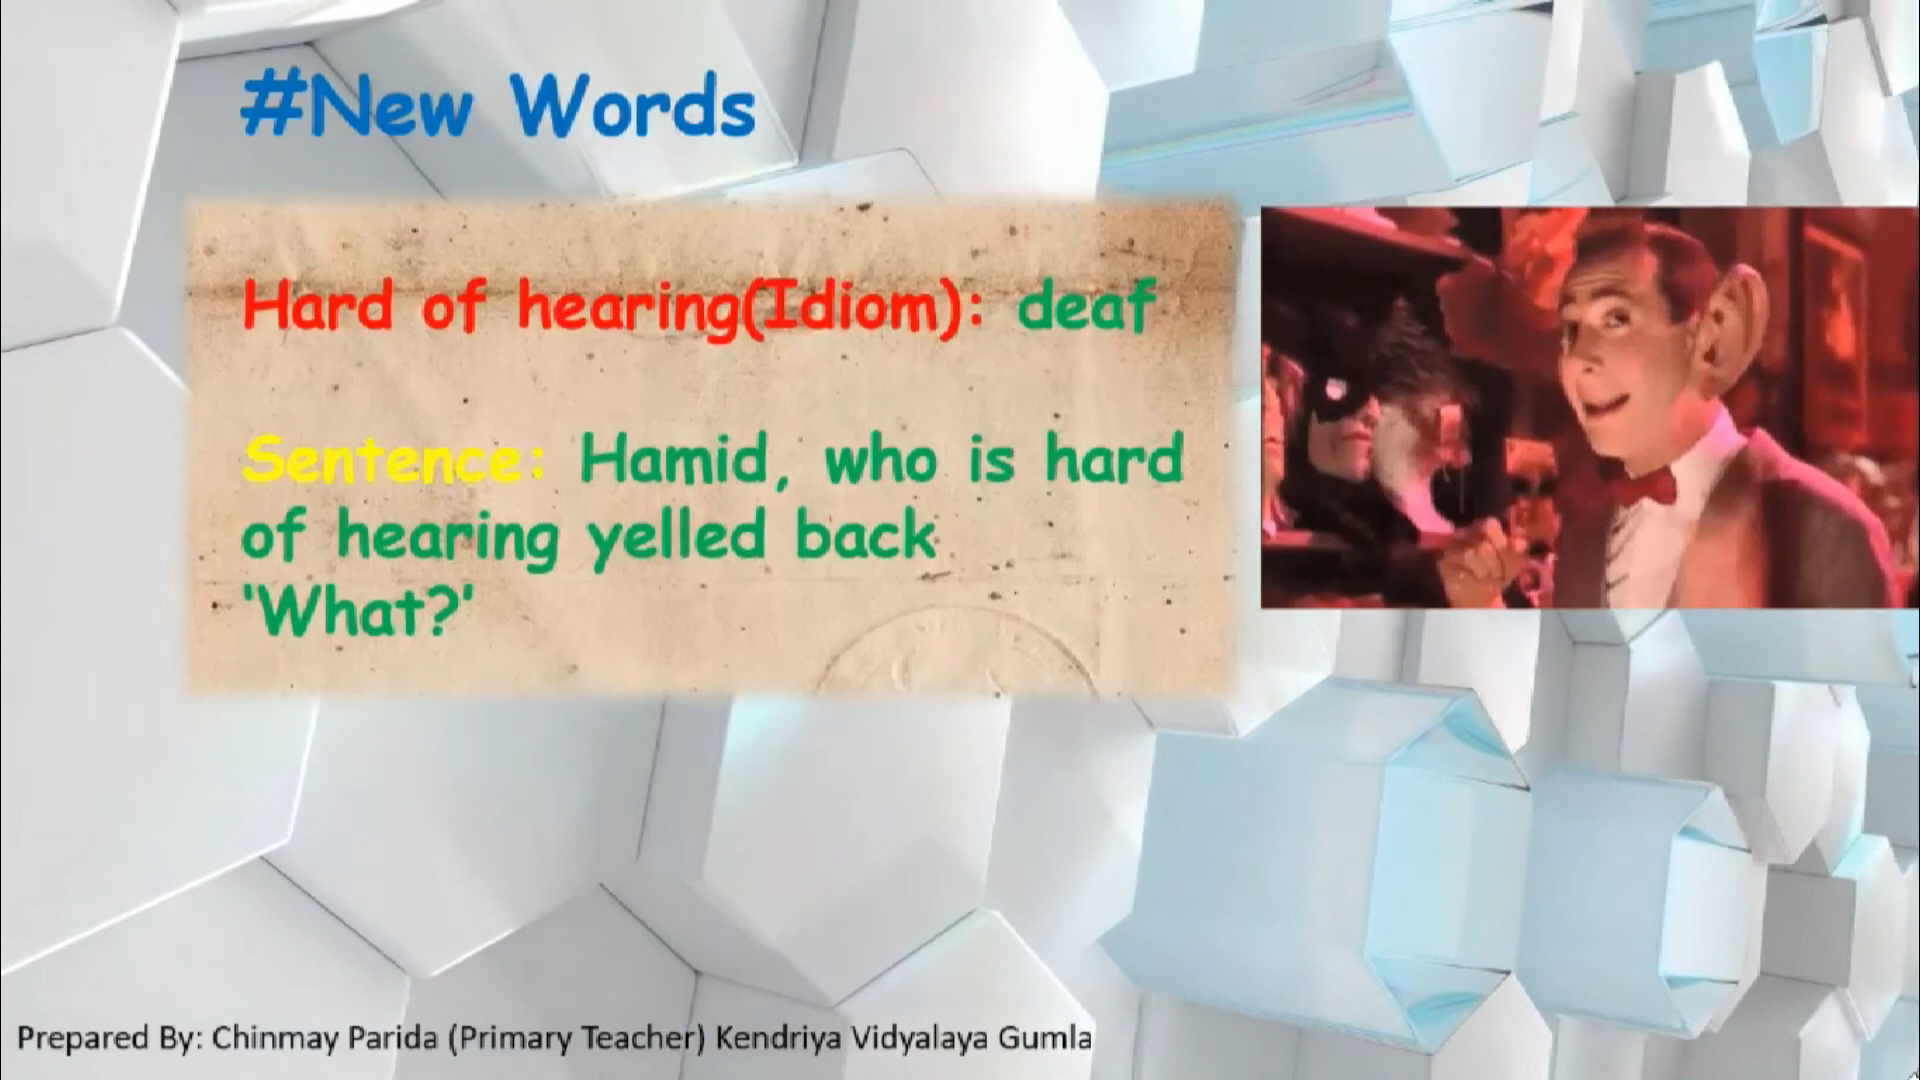 #New Words
Hard of hearing(Idiom): deaf
Sentence: Hamid, who is hard
of hearing yelled back
'What?'
Prepared By: Chinmay Parida (Primary Teacher) Kendriya Vidyalaya Gumla